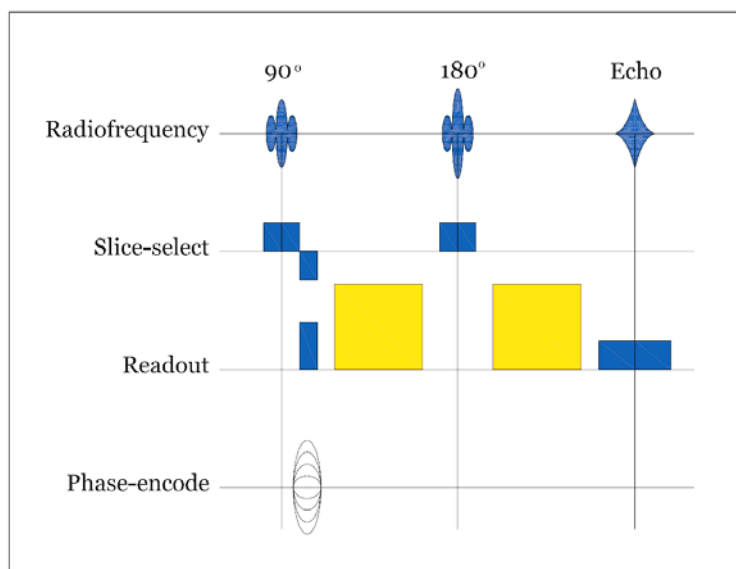 90° 180° Echo
Radiofrequency
Slice-select
Readout
Phase-encode